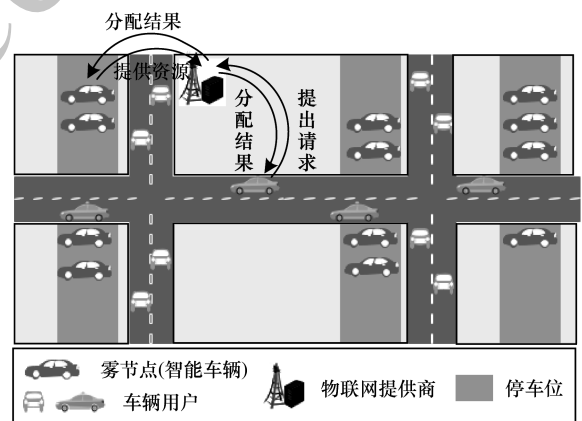 分配结果
提供资源
分配结果
提出请求
雾节点(智能车辆)
车辆用户
物联网提供商
停车位